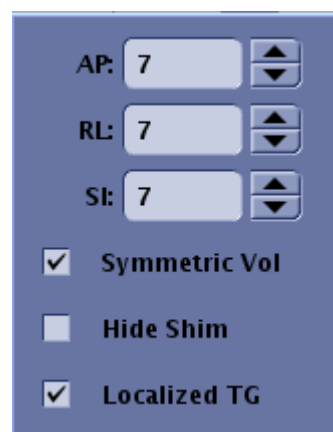 AP: 7
RL: 7
SI: 7
Symmetric Vol
Hide Shim
Localized TG